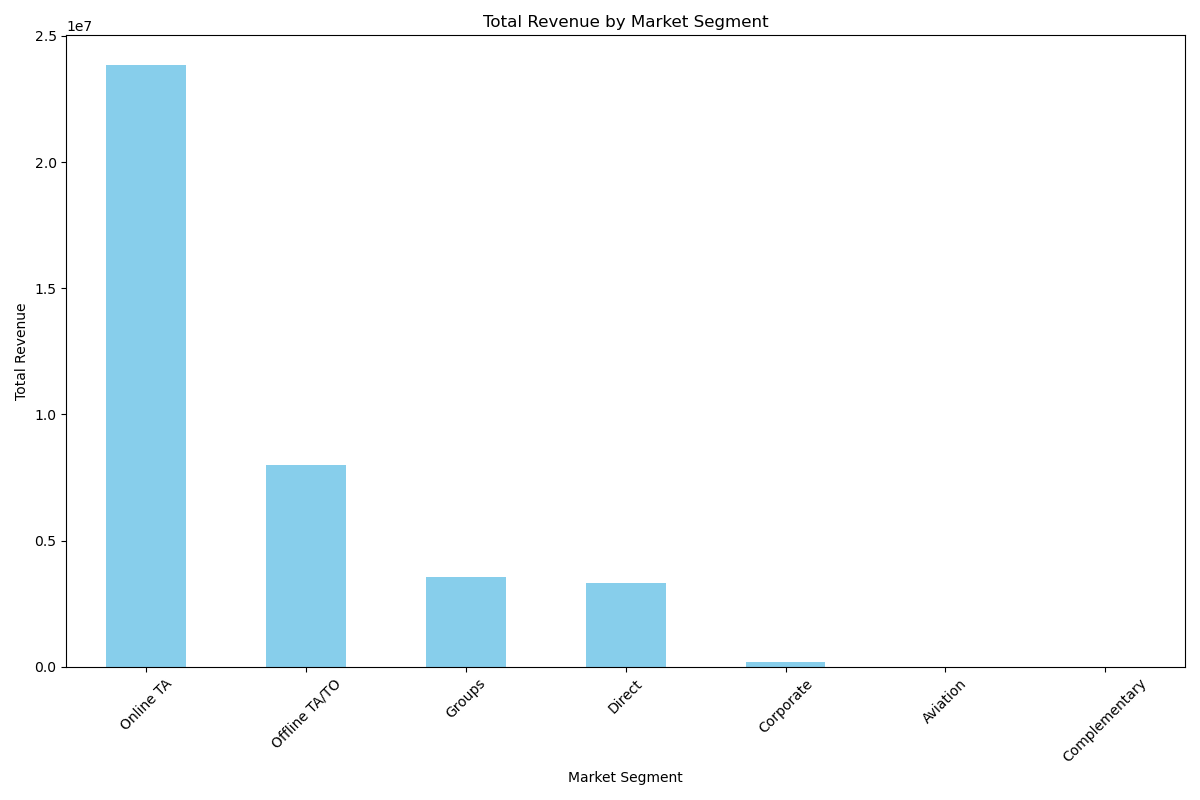 Total Revenue by Market Segment
1e7
2.5
2.0
1.5
1.0
0.5
0.0
Total Revenue
Online TA
Offline TA/TO
Groups
Direct
Corporate
Aviation
Complementary
Market Segment